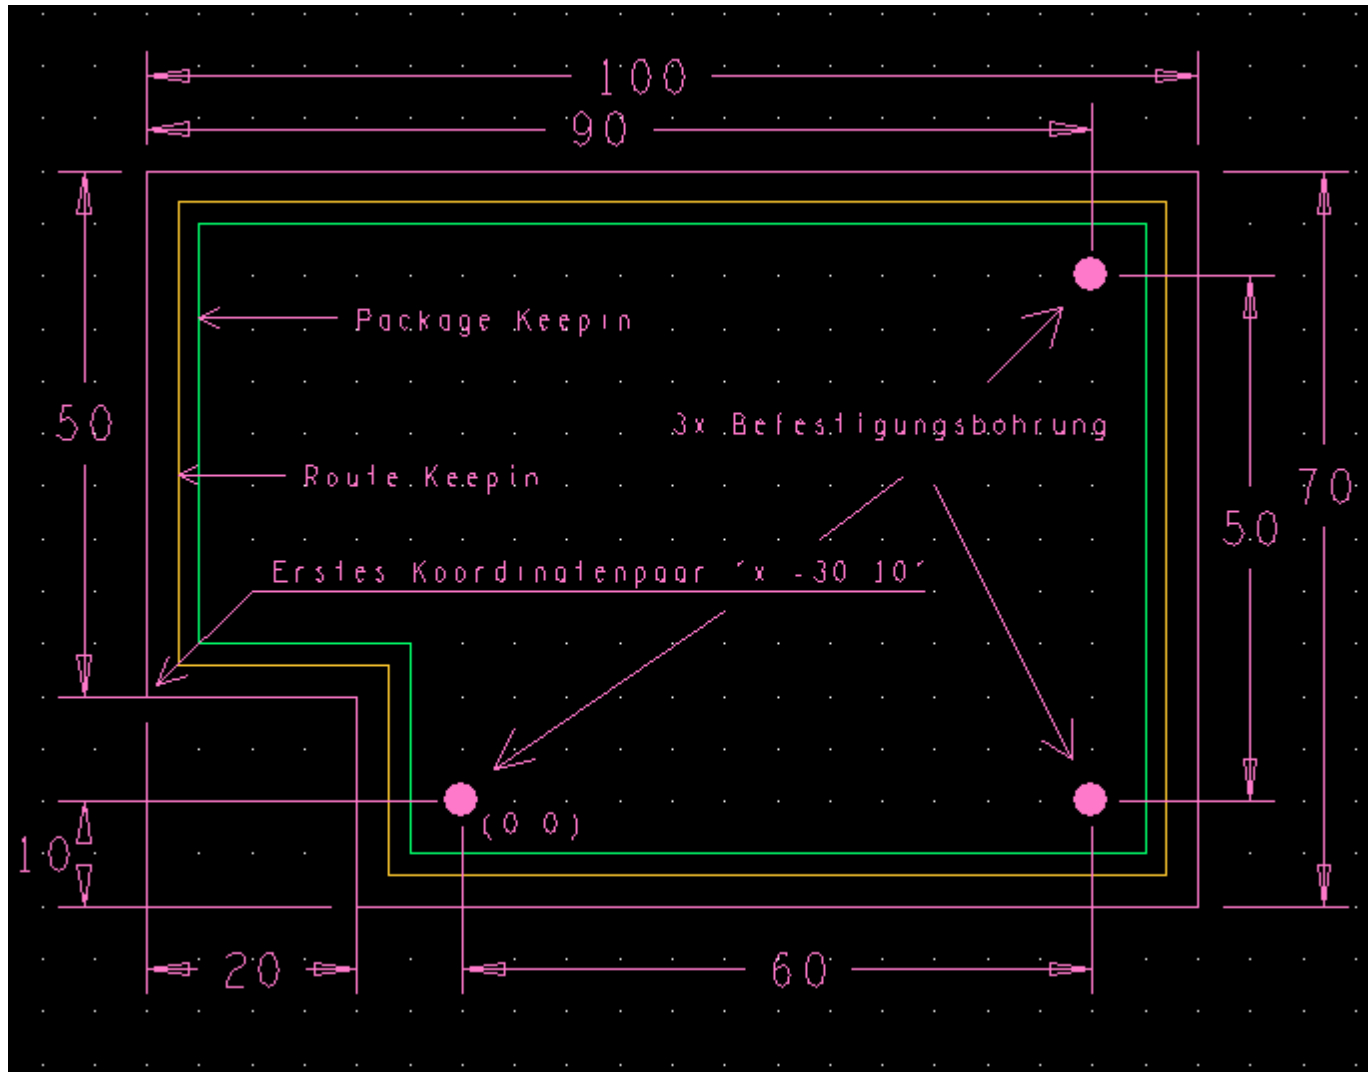 100
90
Package Keepin
50
3x Befestigungsbohrung
Route Keepin
70
50
Erstes Koordinatenpaar 'x -30 10'
(0 0)
10
20
60